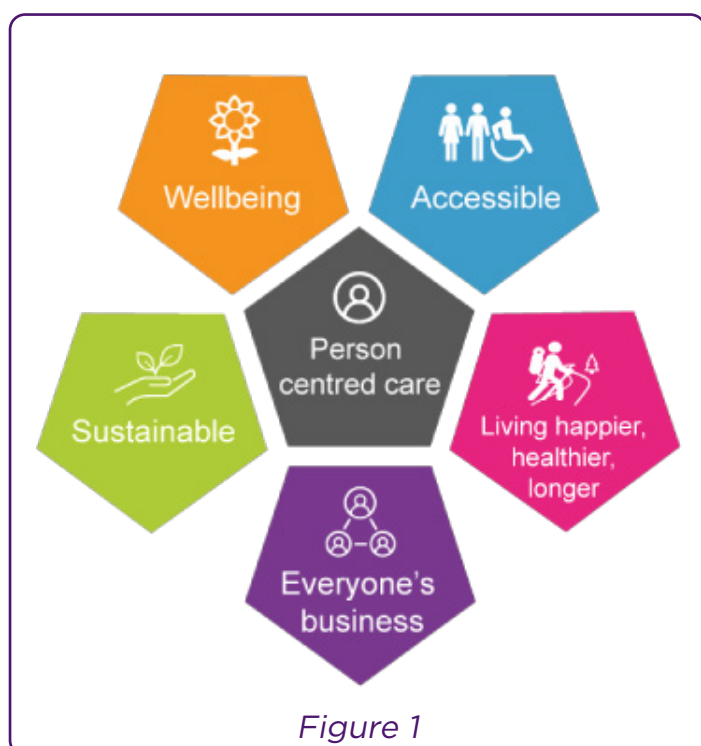 Wellbeing
Accessible
Person
centred care
Sustainable
Living happier,
healthier,
longer
Everyone's
business
Figure 1